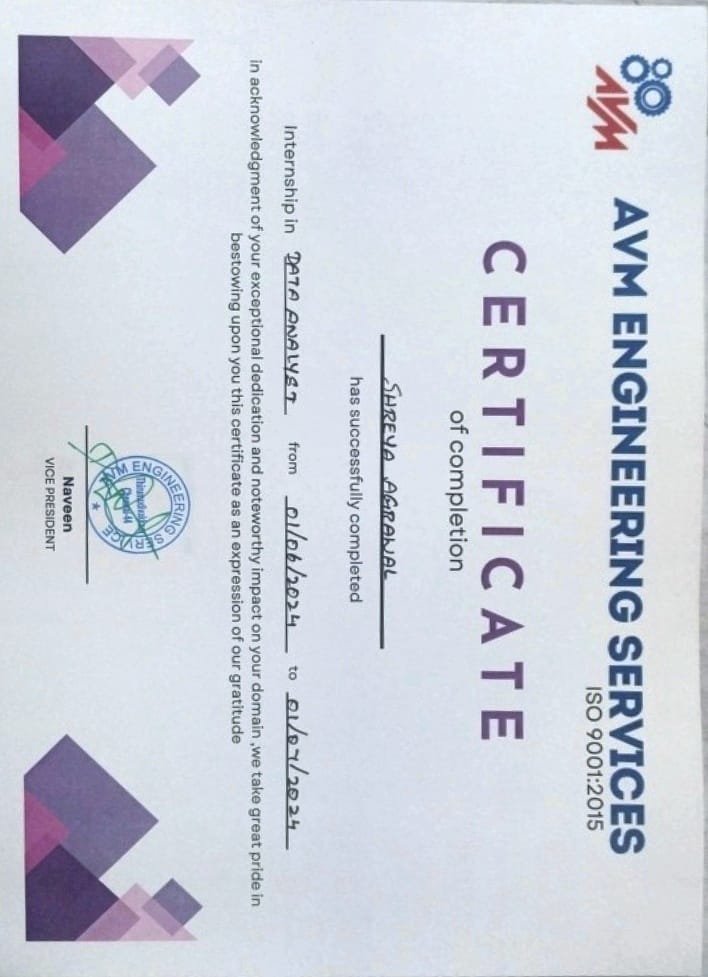 AVM
AVM ENGINEERING SERVICES
ISO 9001:2015
CERTIFICATE
of completion
SHREYA AGRAWAL
has successfully completed
Internship in DATA ANALYST from 01/06/2024 to 01/07/2024
in acknowledgment of your exceptional dedication and noteworthy impact on your domain ,we take great pride in
bestowing upon you this certificate as an expression of our gratitude
AVM ENGINEERING SERVICE
Naveen
VICE PRESIDENT